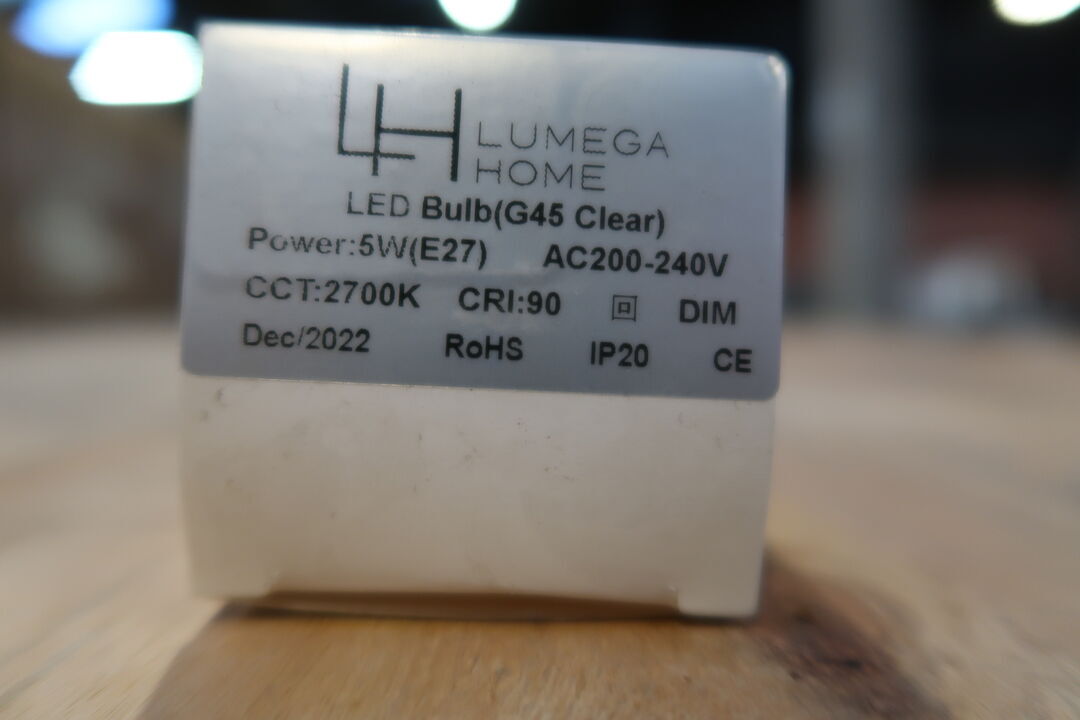 LH LUMEGA
HOME
LED Bulb(G45 Clear)
Power:5W(E27) AC200-240V
CCT:2700K CRI:90 DIM
Dec/2022 RoHS IP20 CE